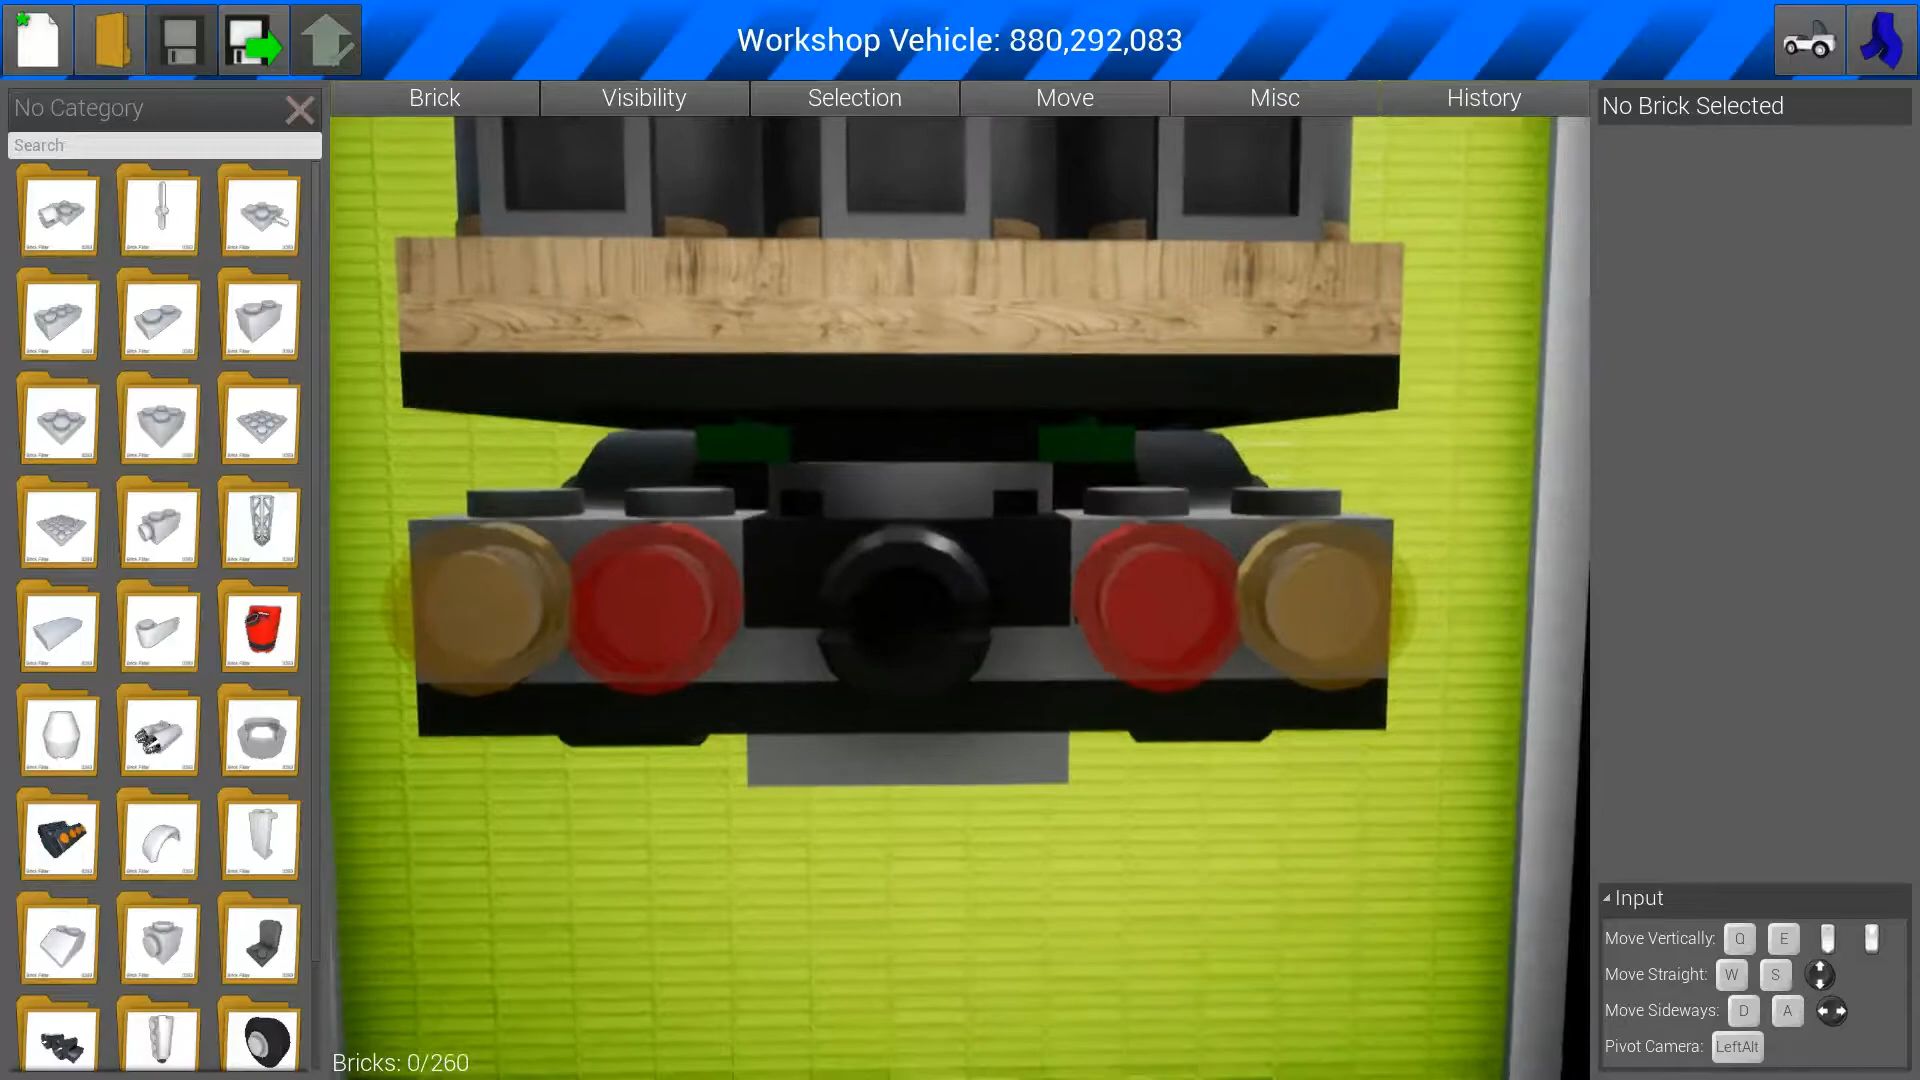 Workshop Vehicle: 880,292,083
Brick
Visibility
Selection
Move
Misc
History
No Category
Search
No Brick Selected
Input
Move Vertically: Q E
Move Straight: W S
Move Sideways: D A
Pivot Camera: LeftAlt
Bricks: 0/260